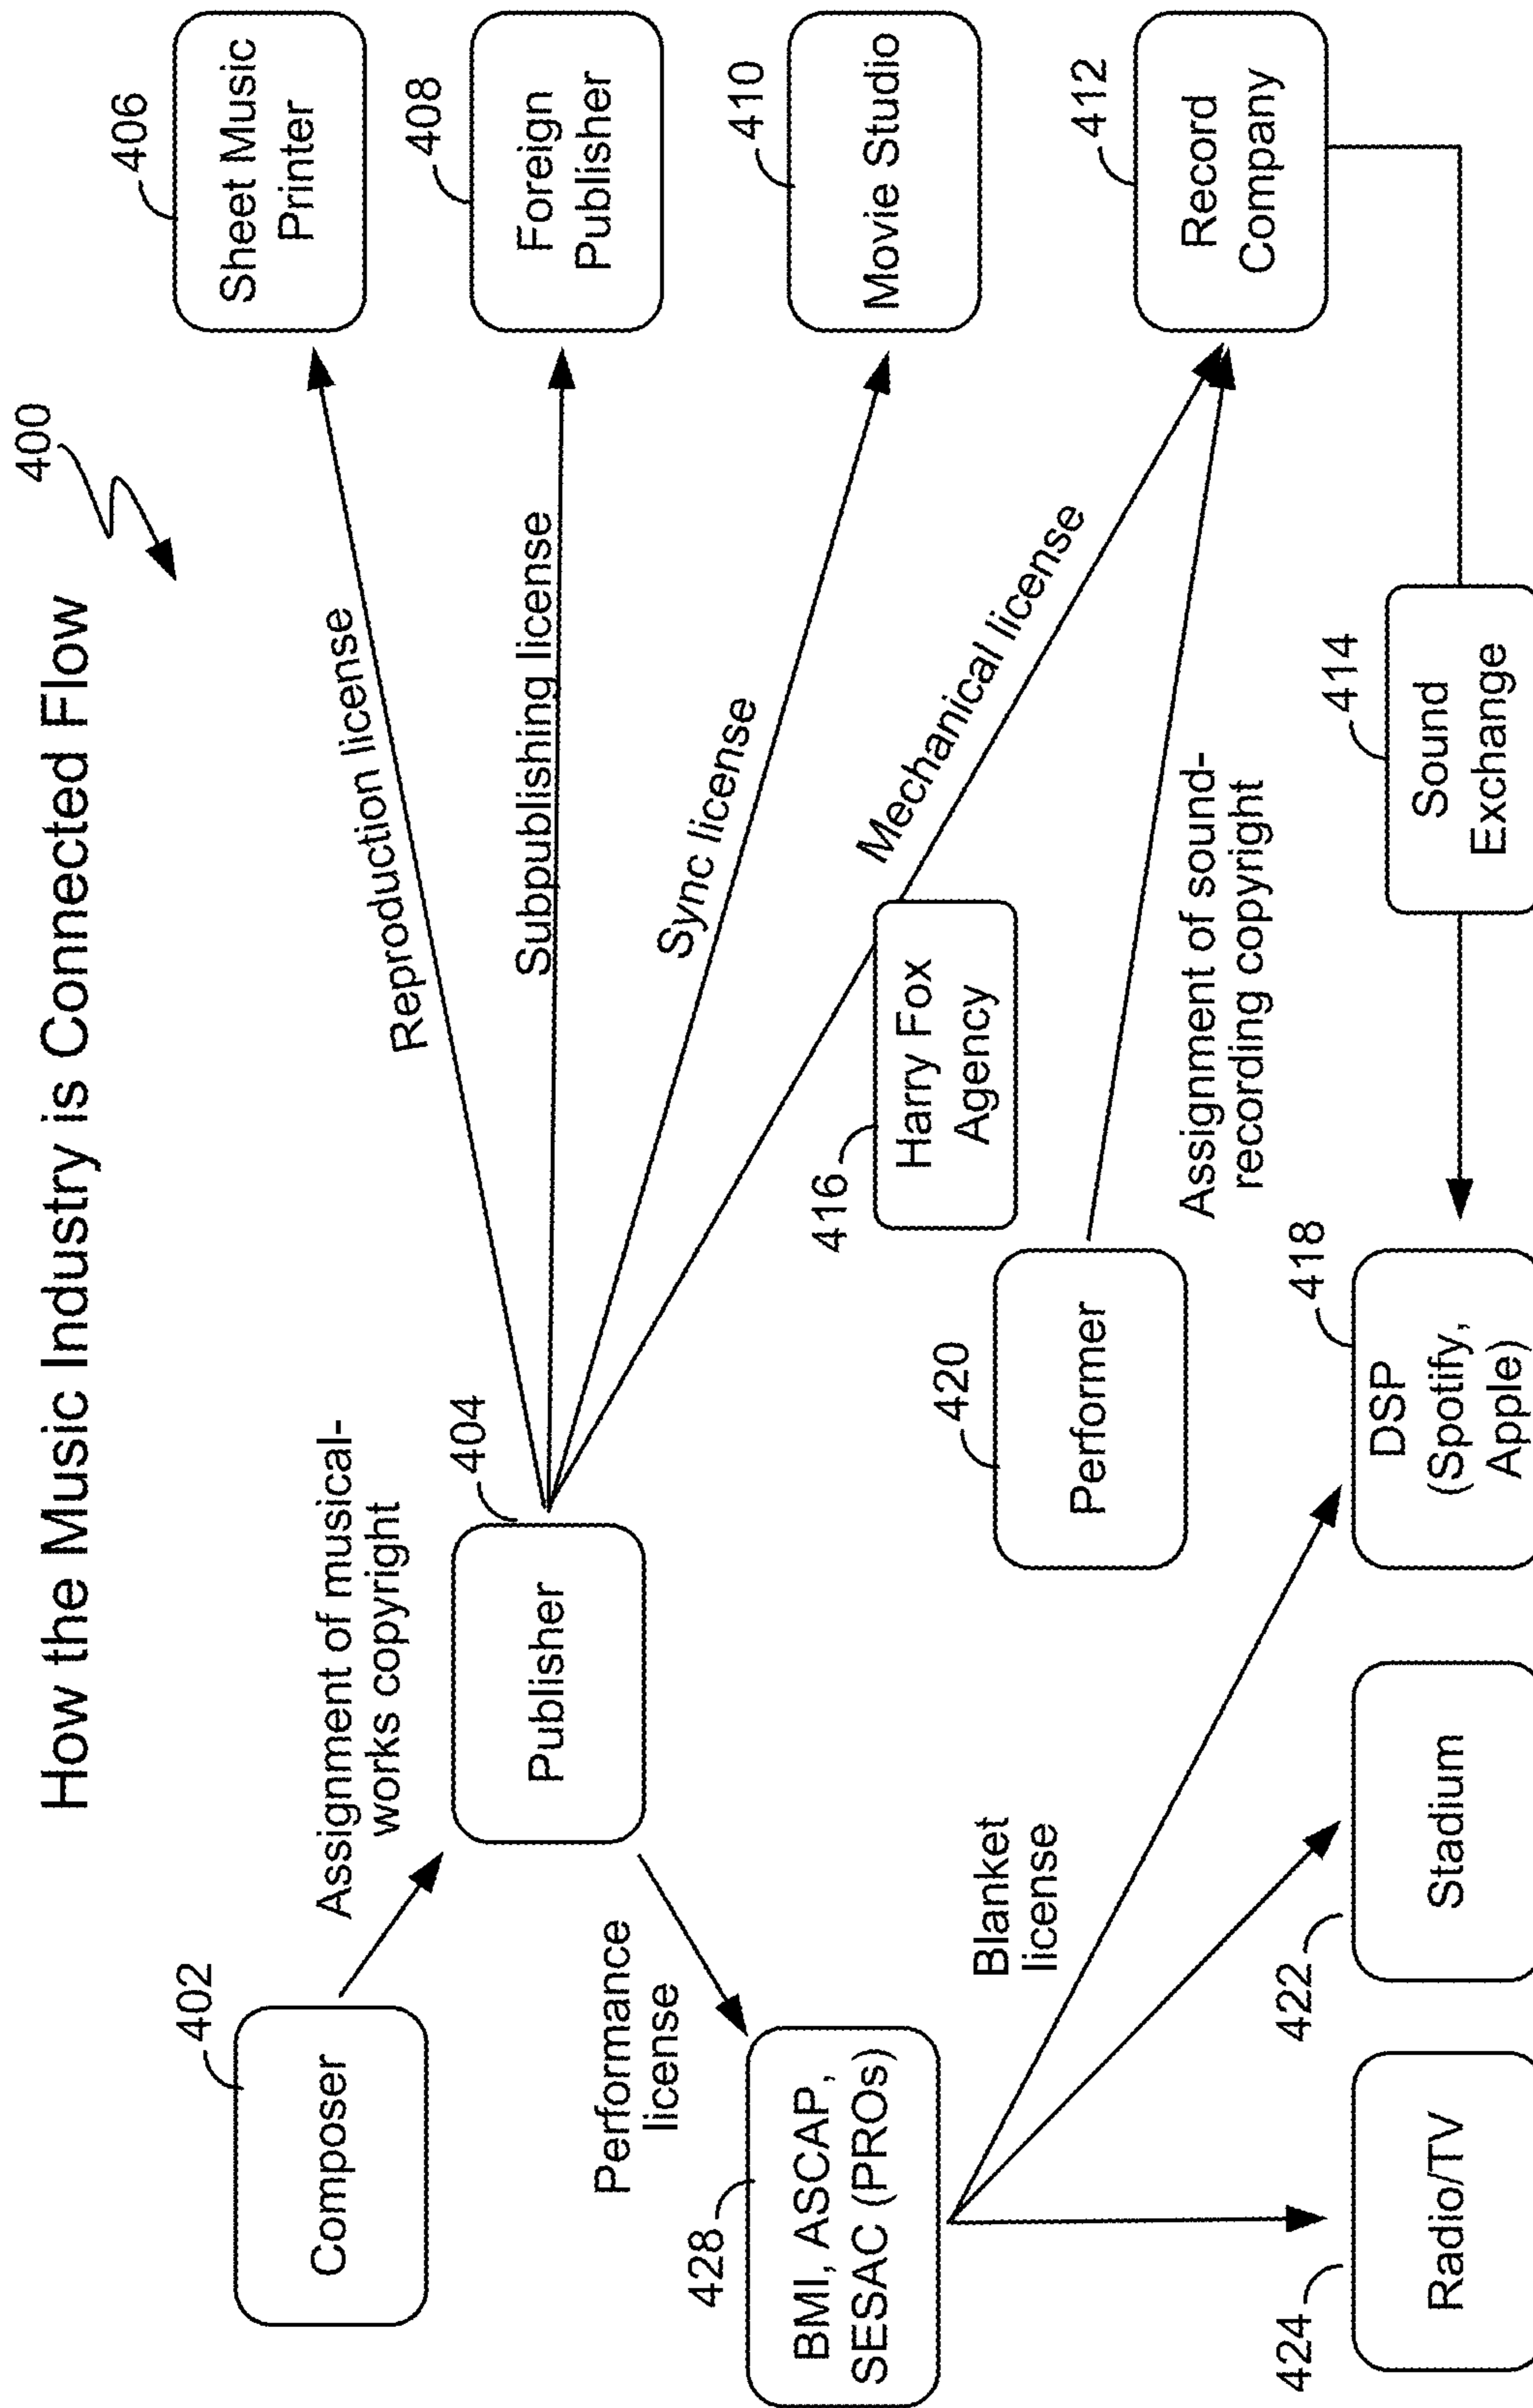 How the Music Industry is Connected Flow
400
402
Composer
Assignment of musical-
works copyright
404
Publisher
Reproduction license
406
Sheet Music
Printer
Subpublishing license
408
Foreign
Publisher
Sync license
410
Movie Studio
Mechanical license
412
Record
Company
416
Harry Fox
Agency
Performance
license
428
BMI, ASCAP,
SESAC (PROs)
420
Performer
Assignment of sound-
recording copyright
Blanket
license
414
Sound
Exchange
424
Radio/TV
422
Stadium
418
DSP
(Spotify,
Apple)